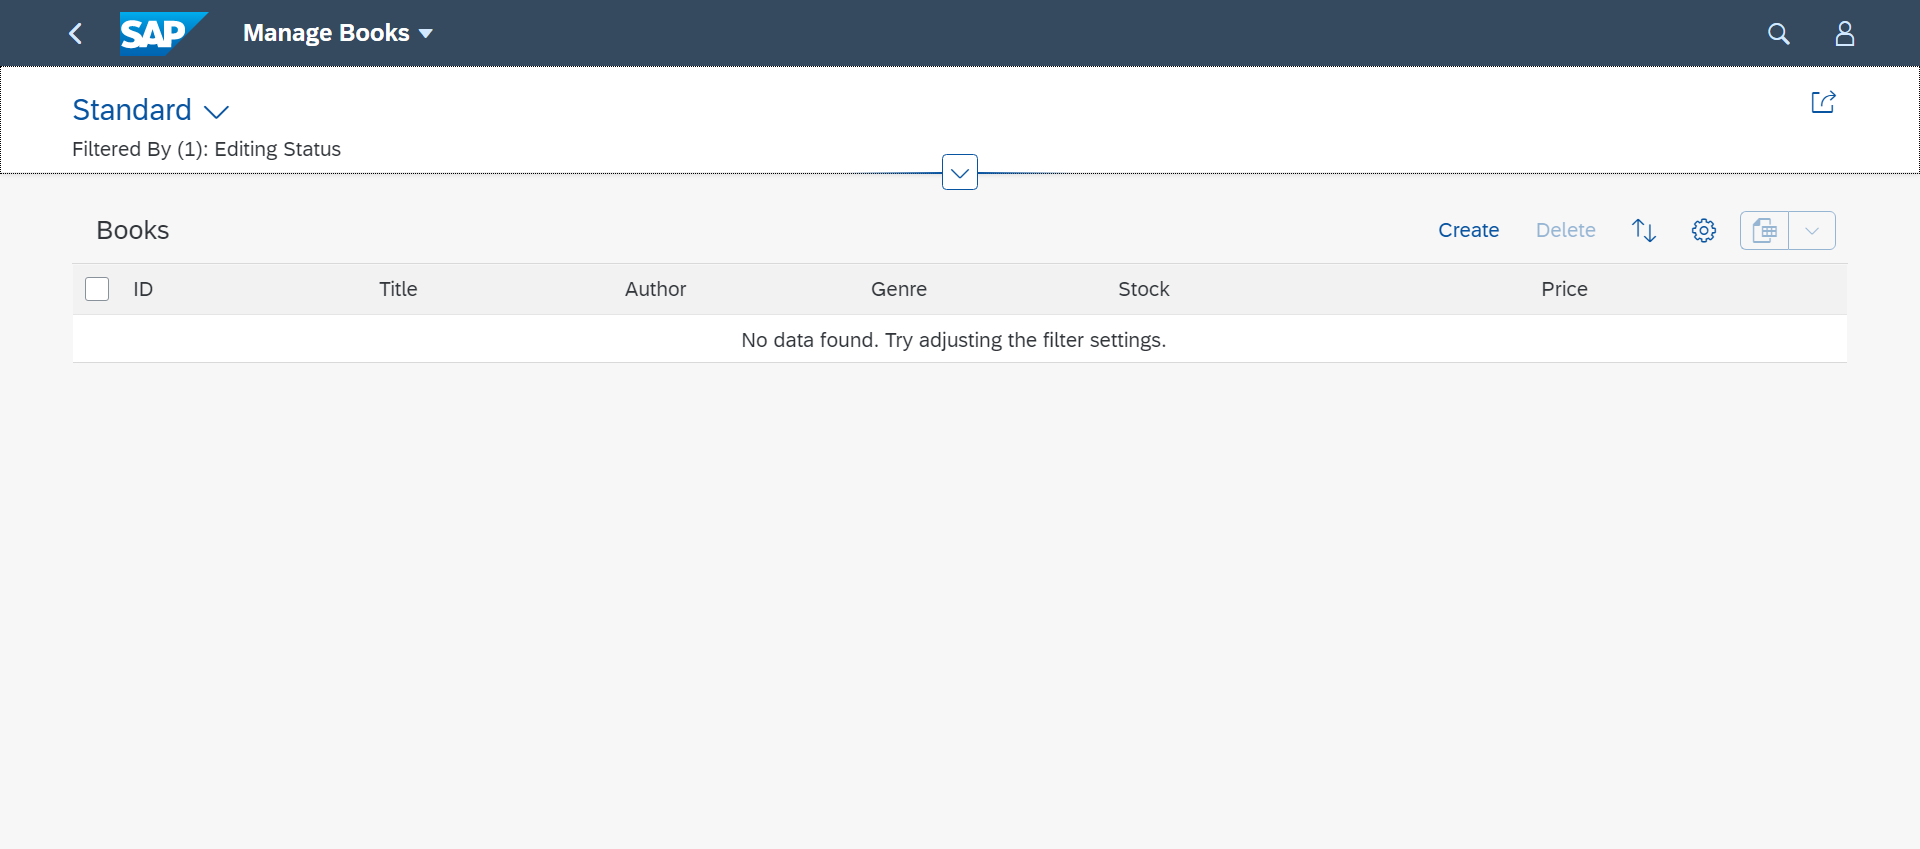 SAP
Manage Books
Standard
Filtered By (1): Editing Status
Books
Create
Delete
ID
Title
Author
Genre
Stock
Price
No data found. Try adjusting the filter settings.